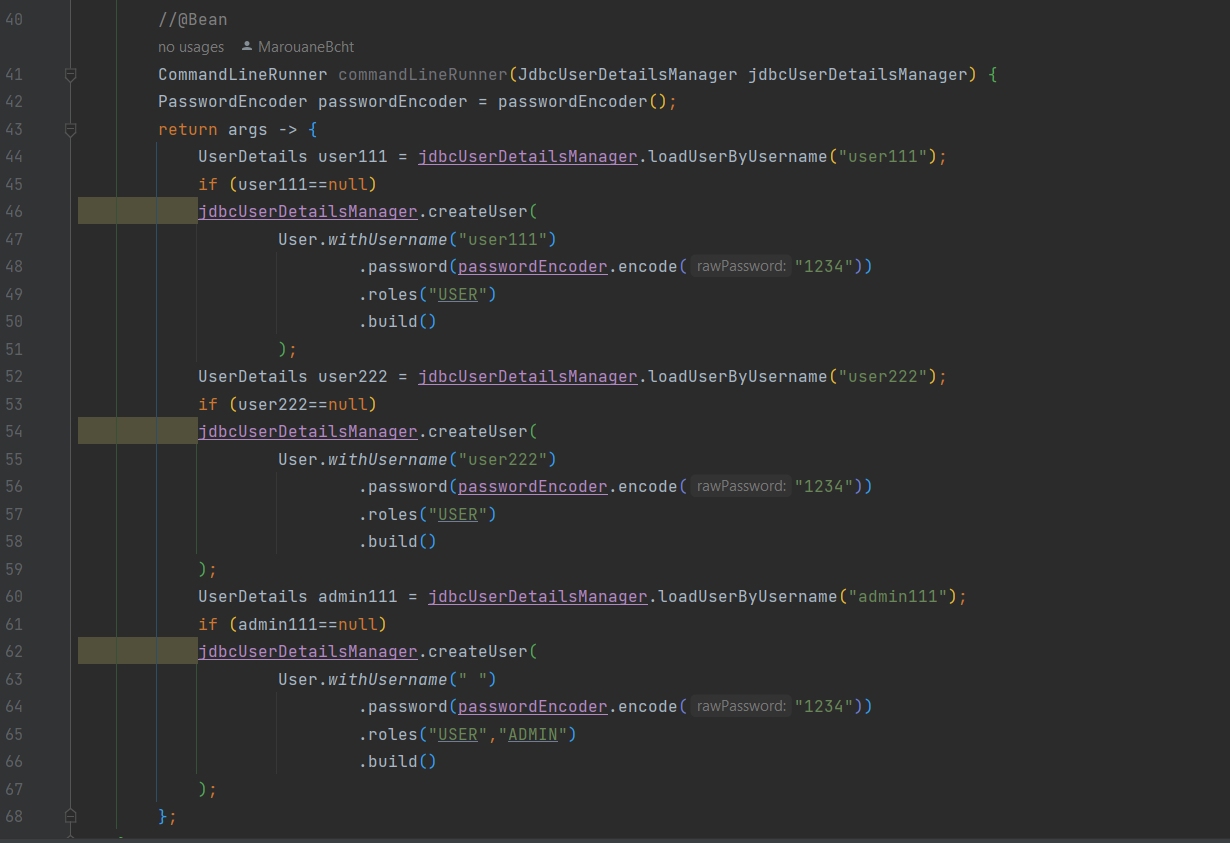 40 //@Bean
no usages MarouaneBcht
41 CommandLineRunner commandLineRunner(JdbcUserDetailsManager jdbcUserDetailsManager) {
42 PasswordEncoder passwordEncoder = passwordEncoder();
43 return args -> {
44 UserDetails user111 = jdbcUserDetailsManager.loadUserByUsername("user111");
45 if (user111==null)
46 jdbcUserDetailsManager.createUser(
47 User.withUsername("user111")
48 .password(passwordEncoder.encode( rawPassword: "1234"))
49 .roles("USER")
50 .build()
51 );
52 UserDetails user222 = jdbcUserDetailsManager.loadUserByUsername("user222");
53 if (user222==null)
54 jdbcUserDetailsManager.createUser(
55 User.withUsername("user222")
56 .password(passwordEncoder.encode( rawPassword: "1234"))
57 .roles("USER")
58 .build()
59 );
60 UserDetails admin111 = jdbcUserDetailsManager.loadUserByUsername("admin111");
61 if (admin111==null)
62 jdbcUserDetailsManager.createUser(
63 User.withUsername(" ")
64 .password(passwordEncoder.encode( rawPassword: "1234"))
65 .roles("USER","ADMIN")
66 .build()
67 );
68 };